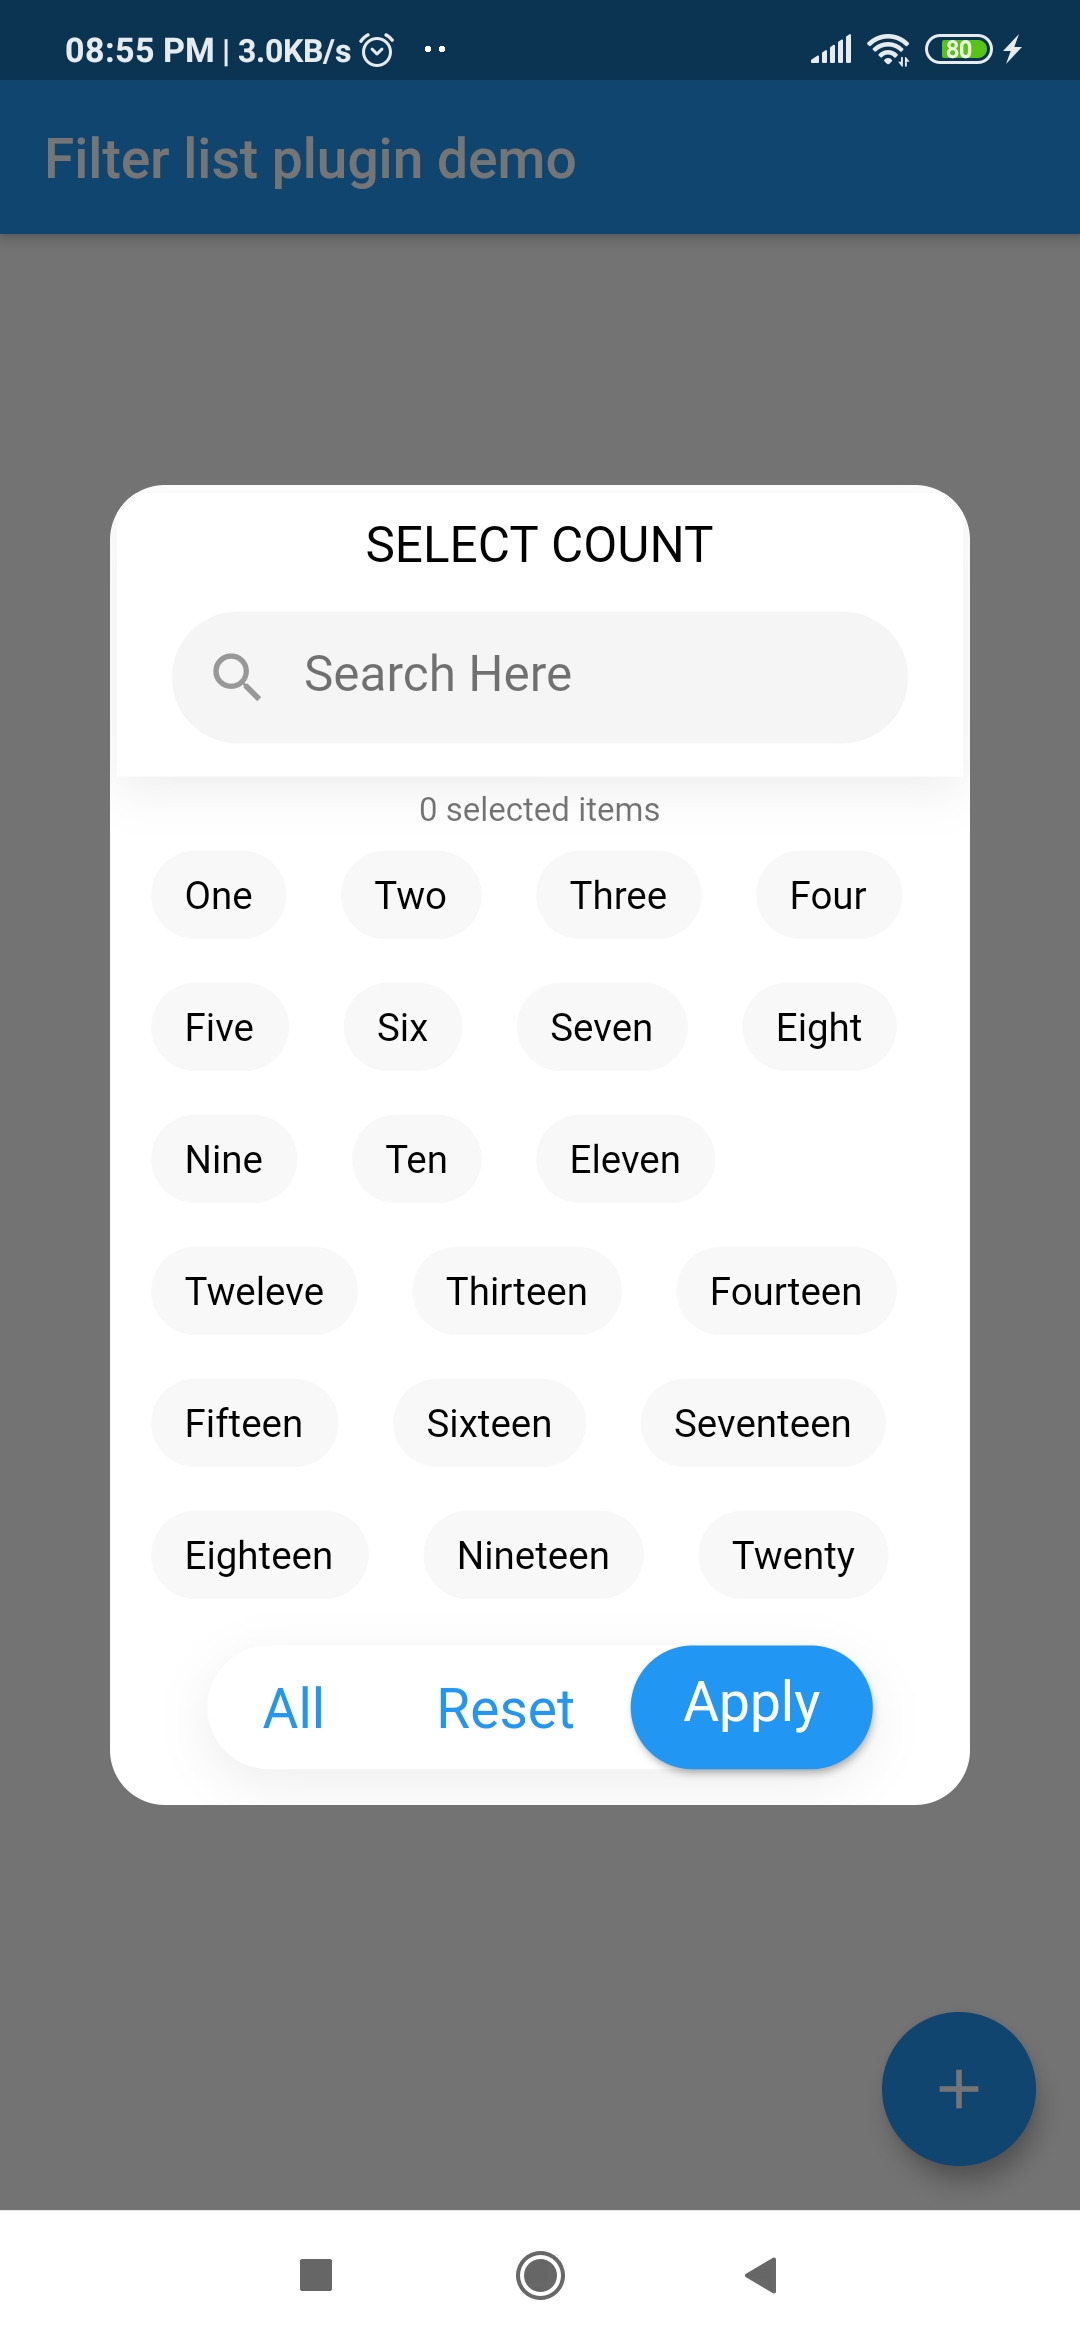 08:55 PM | 3.0KB/s 80
Filter list plugin demo
SELECT COUNT
Search Here
0 selected items
One Two Three Four
Five Six Seven Eight
Nine Ten Eleven
Tweleve Thirteen Fourteen
Fifteen Sixteen Seventeen
Eighteen Nineteen Twenty
All Reset Apply